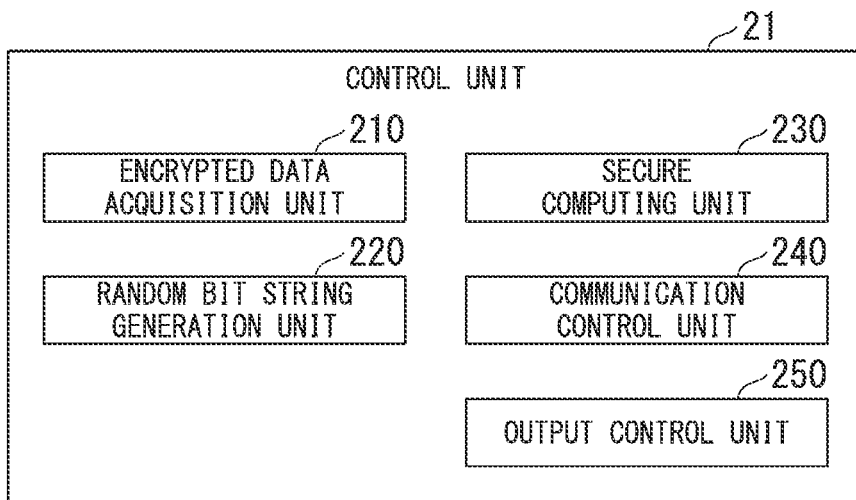 21
CONTROL UNIT
210
ENCRYPTED DATA
ACQUISITION UNIT
230
SECURE
COMPUTING UNIT
220
RANDOM BIT STRING
GENERATION UNIT
240
COMMUNICATION
CONTROL UNIT
250
OUTPUT CONTROL UNIT